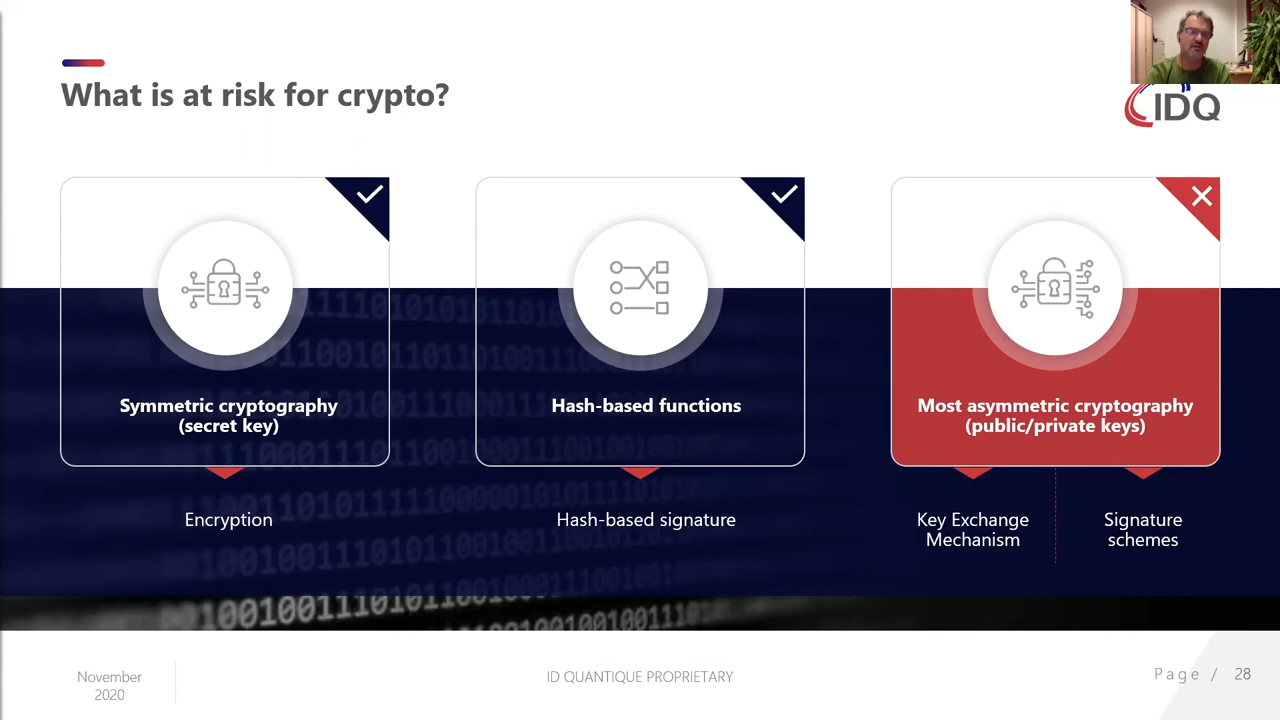 What is at risk for crypto?
IDQ
Symmetric cryptography
(secret key)
Encryption
Hash-based functions
Hash-based signature
Most asymmetric cryptography
(public/private keys)
Key Exchange
Mechanism
Signature
schemes
November
2020
ID QUANTIQUE PROPRIETARY
Page / 28